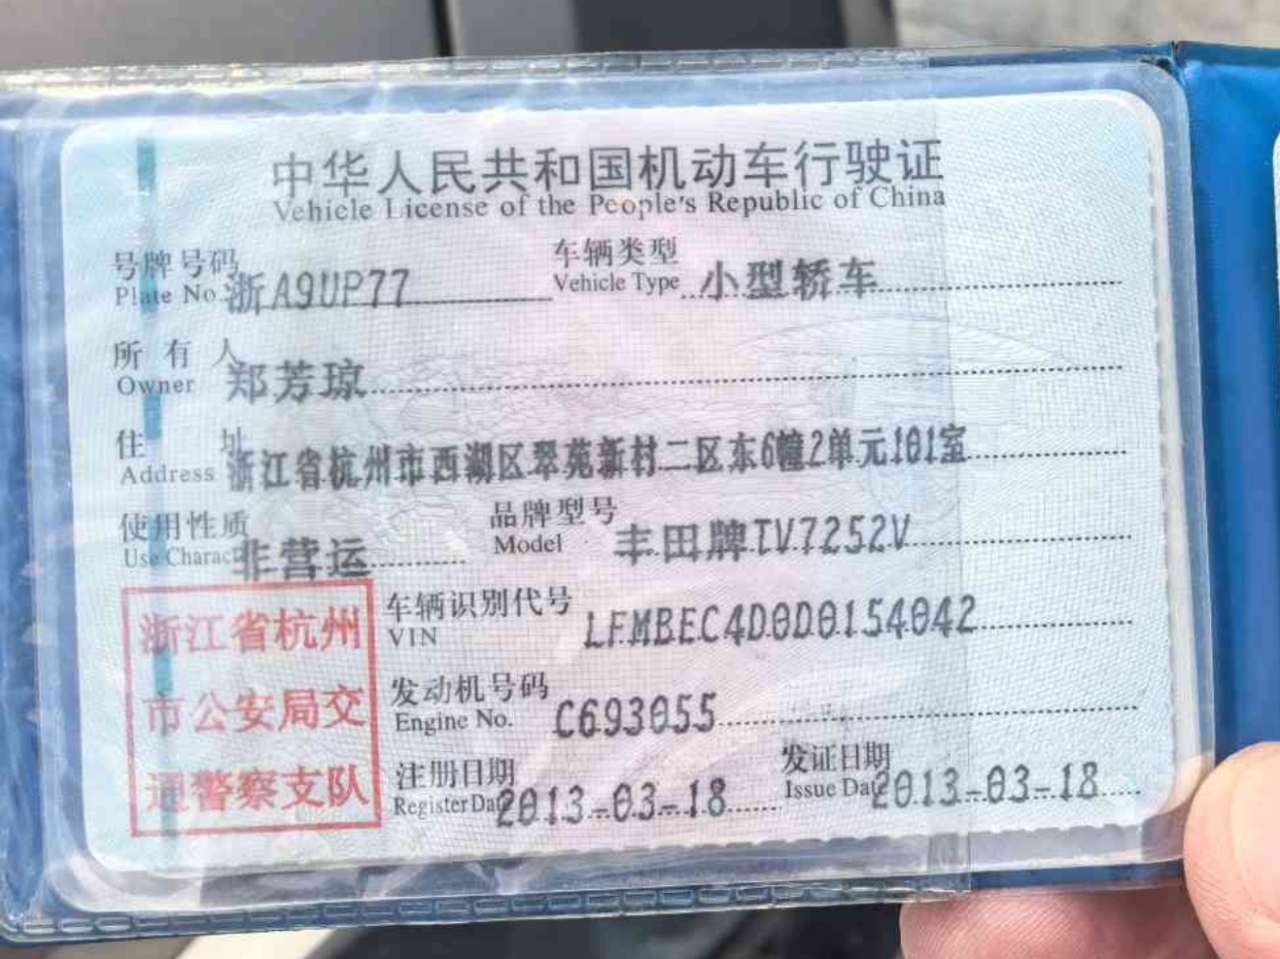 中华人民共和国机动车行驶证
Vehicle License of the People's Republic of China
号牌号码 浙A9UP77 车辆类型 小型轿车
Plate No. Vehicle Type
所有人 郑芳琼
Owner
住址 浙江省杭州市西湖区翠苑新村二区东6幢2单元101室
Address
使用性质 非营运 品牌型号 丰田牌TV7252V
Use Charac Model
浙江省杭州
市公安局交
通警察支队
车辆识别代号 LFMBEC4D0D0154042
VIN
发动机号码 C693055
Engine No.
注册日期 2013-03-18 发证日期 2013-03-18
Register Dat Issue Dat